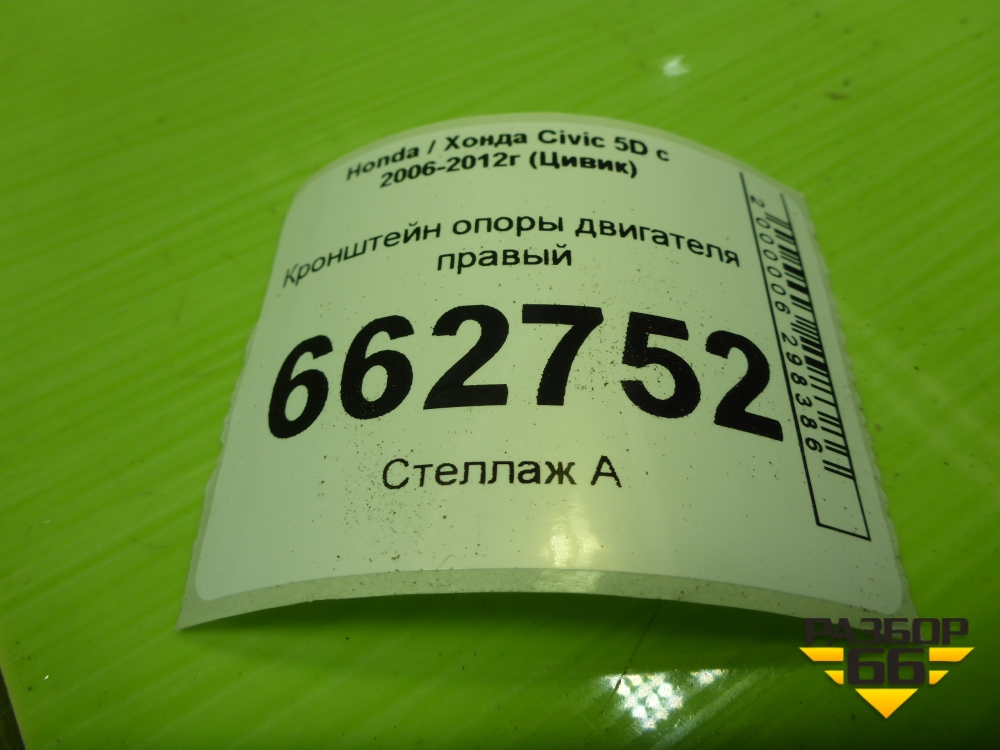 Honda / Хонда Civic 5D с
2006-2012г (Цивик)
Кронштейн опоры двигателя
правый
662752
Стеллаж А
2000006298386
РАЗБОР
66